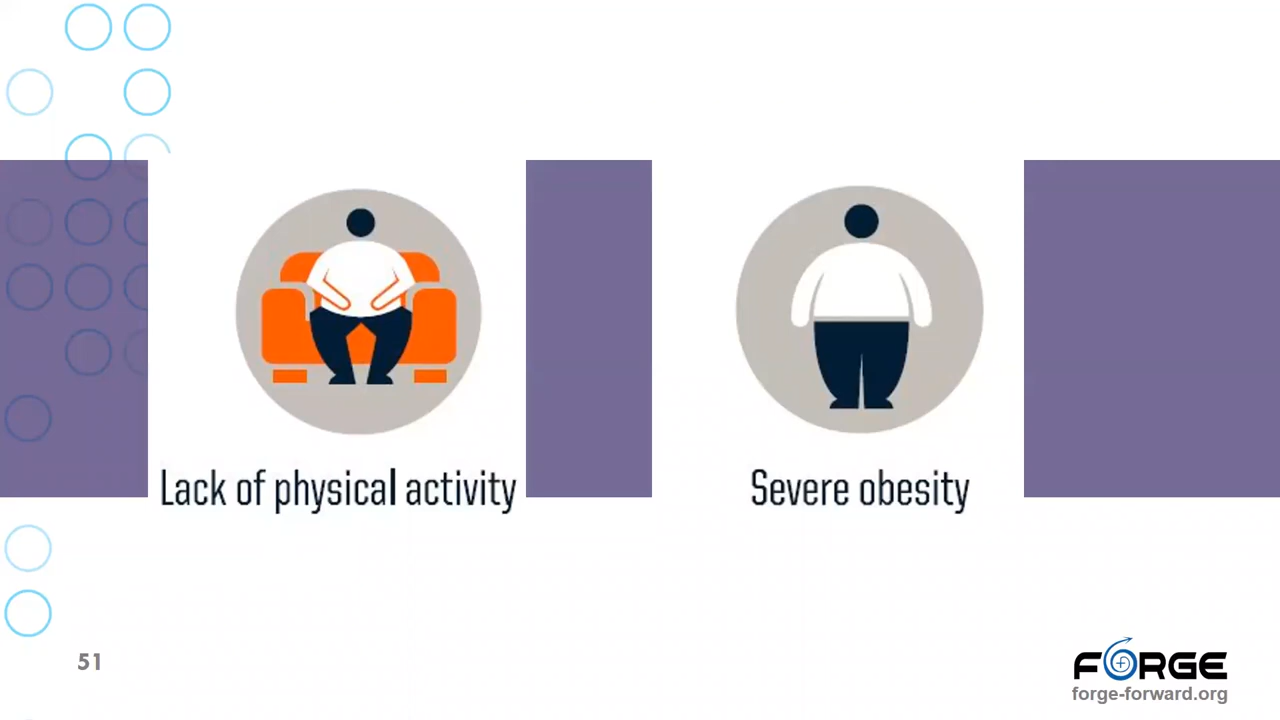 Lack of physical activity
Severe obesity
51
FORGE
forge-forward.org